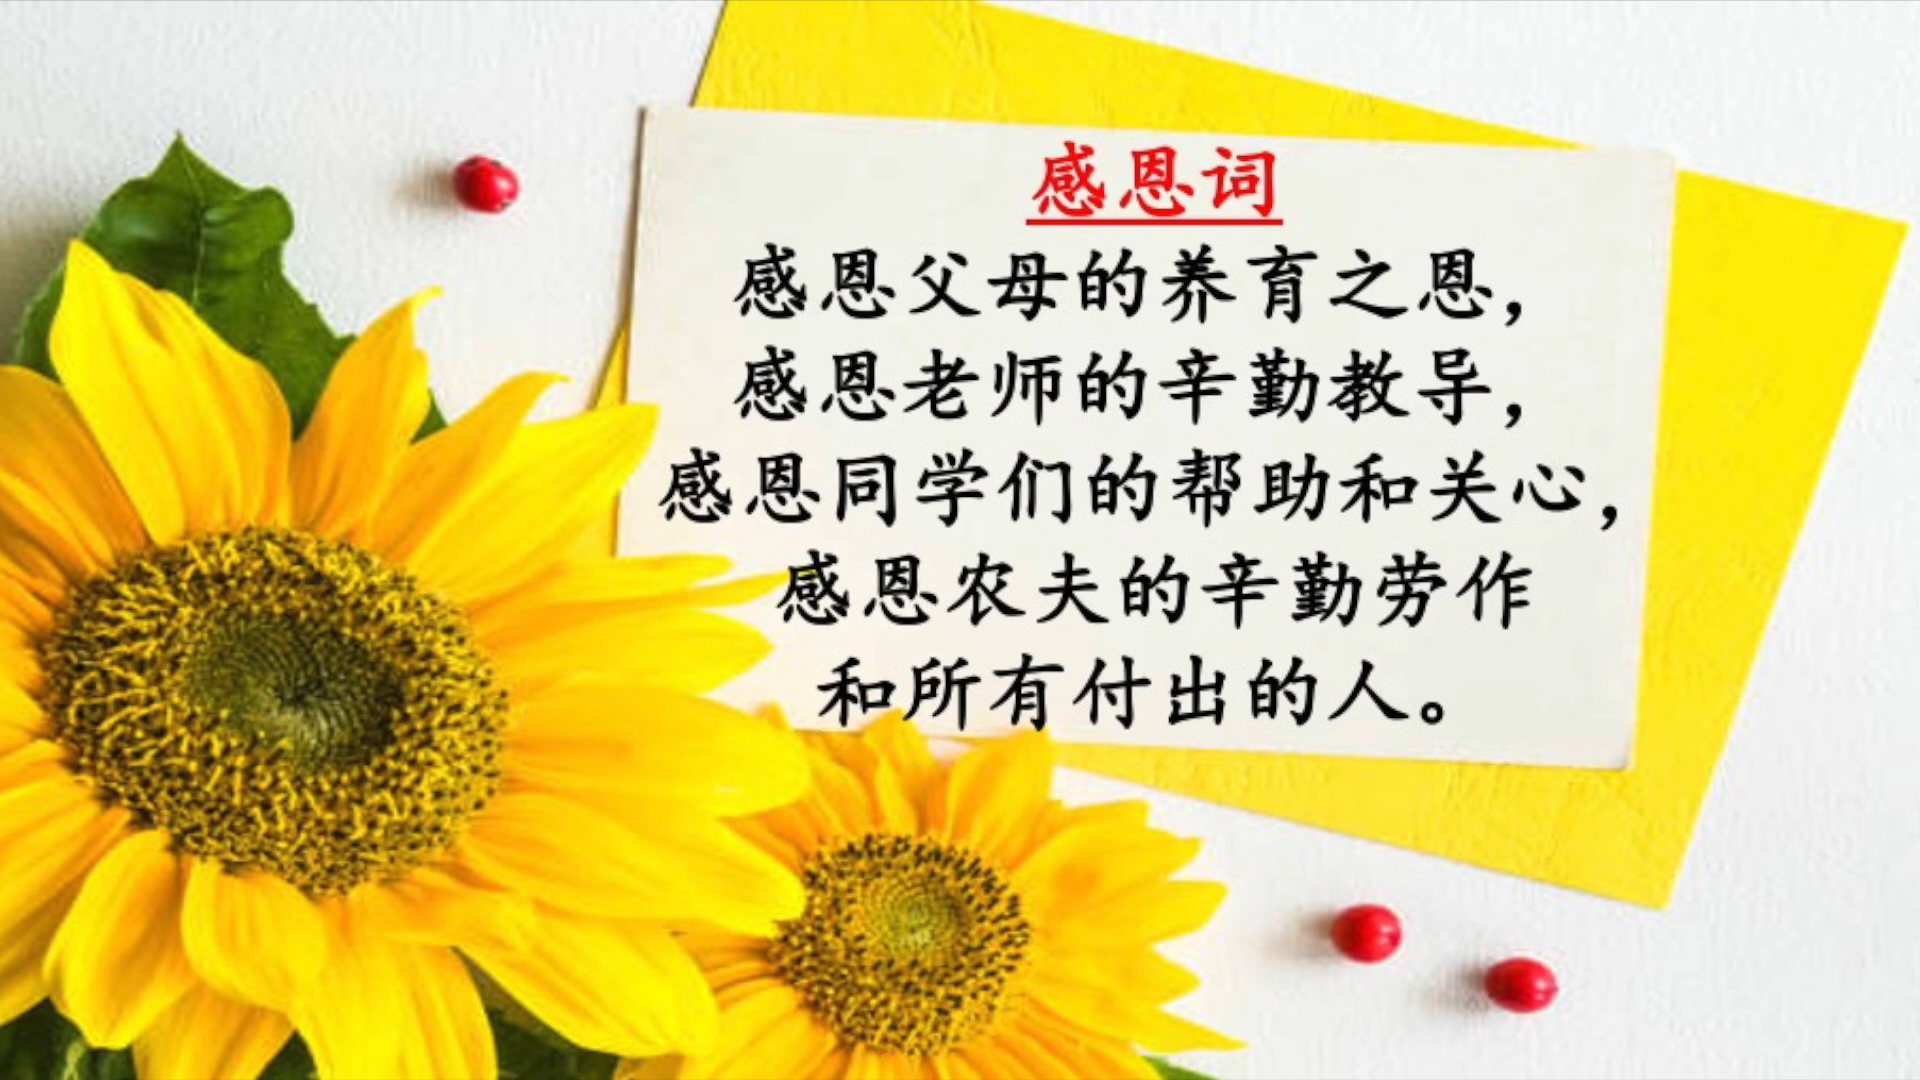 感恩词
感恩父母的养育之恩，
感恩老师的辛勤教导，
感恩同学们的帮助和关心，
感恩农夫的辛勤劳作
和所有付出的人。